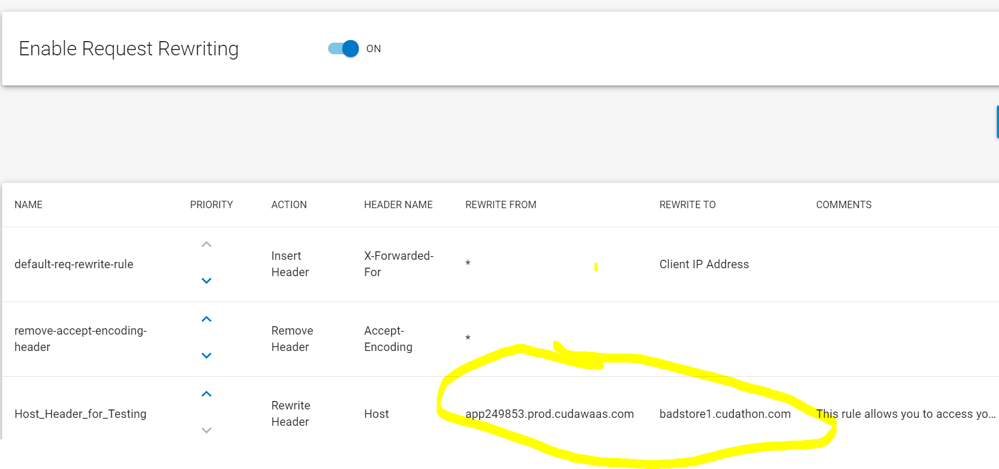 Enable Request Rewriting ON
NAME PRIORITY ACTION HEADER NAME REWRITE FROM REWRITE TO COMMENTS
default-req-rewrite-rule Insert Header X-Forwarded-For * Client IP Address
remove-accept-encoding-header Remove Header Accept-Encoding *
Host_Header_for_Testing Rewrite Header Host app249853.prod.cudawaas.com badstore1.cudathon.com This rule allows you to access yo...